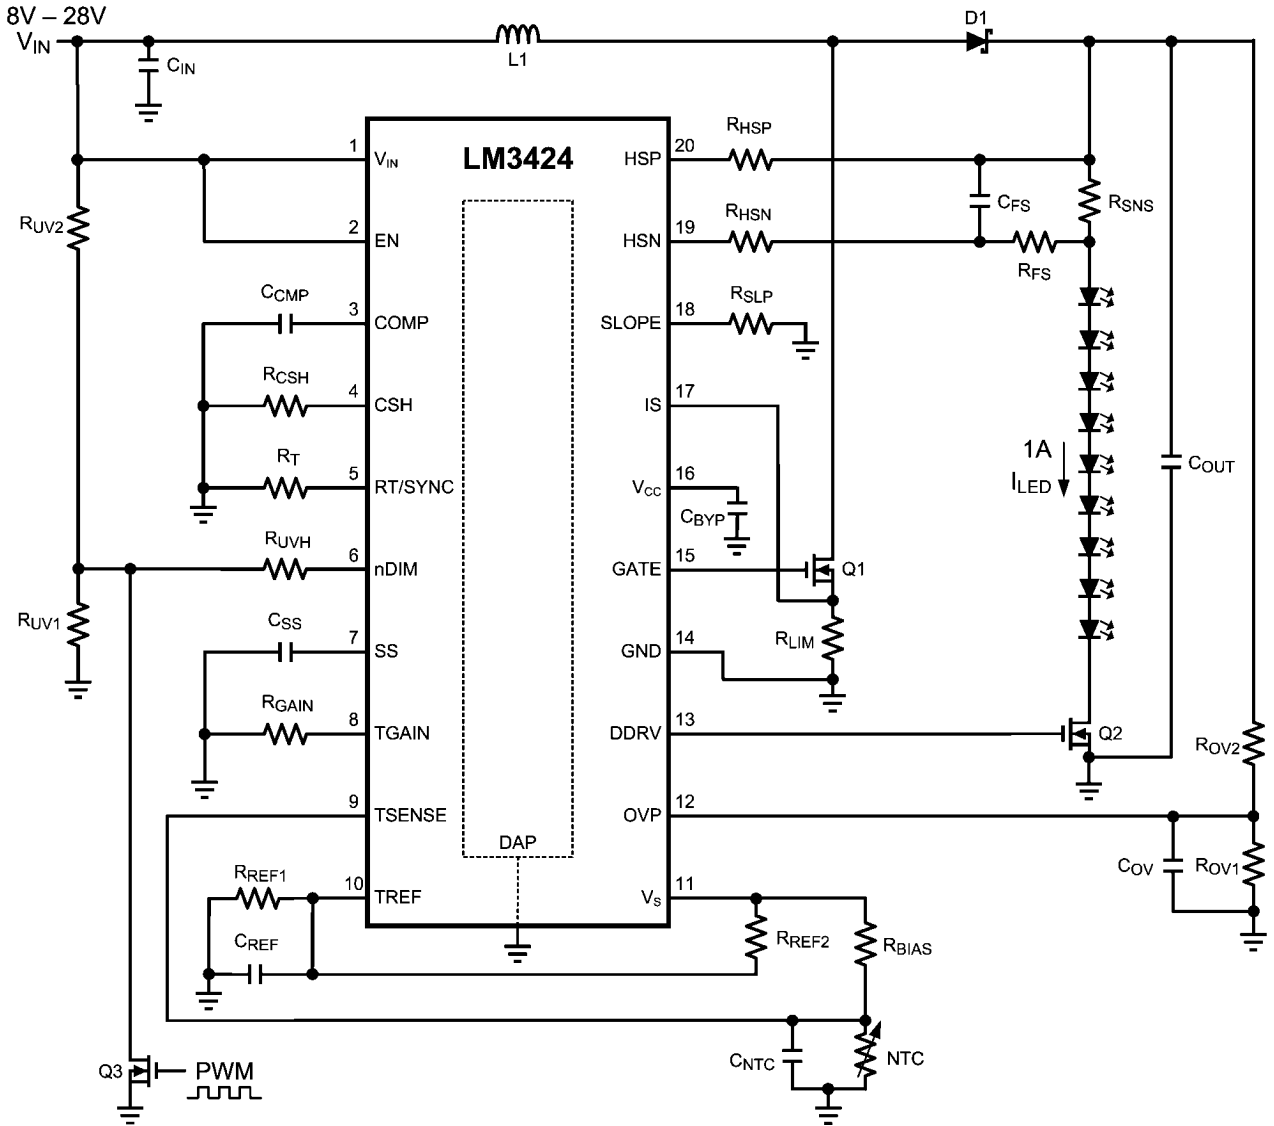 8V – 28V
VIN
CIN
L1
D1
LM3424
1
VIN
2
EN
CCMP
3
COMP
RCSH
4
CSH
RT
5
RT/SYNC
RUVH
6
nDIM
CSS
7
SS
RGAIN
8
TGAIN
9
TSENSE
RREF1
10
TREF
CREF
RUV2
RUV1
RHSP
20
HSP
RHSN
19
HSN
RSLP
18
SLOPE
17
IS
16
VCC
CBYP
15
GATE
Q1
RLIM
14
GND
13
DDRV
Q2
12
OVP
11
VS
DAP
CFS
RSNS
RFS
1A
ILED
COUT
ROV2
COV
ROV1
RREF2
RBIAS
CNTC
NTC
Q3
PWM